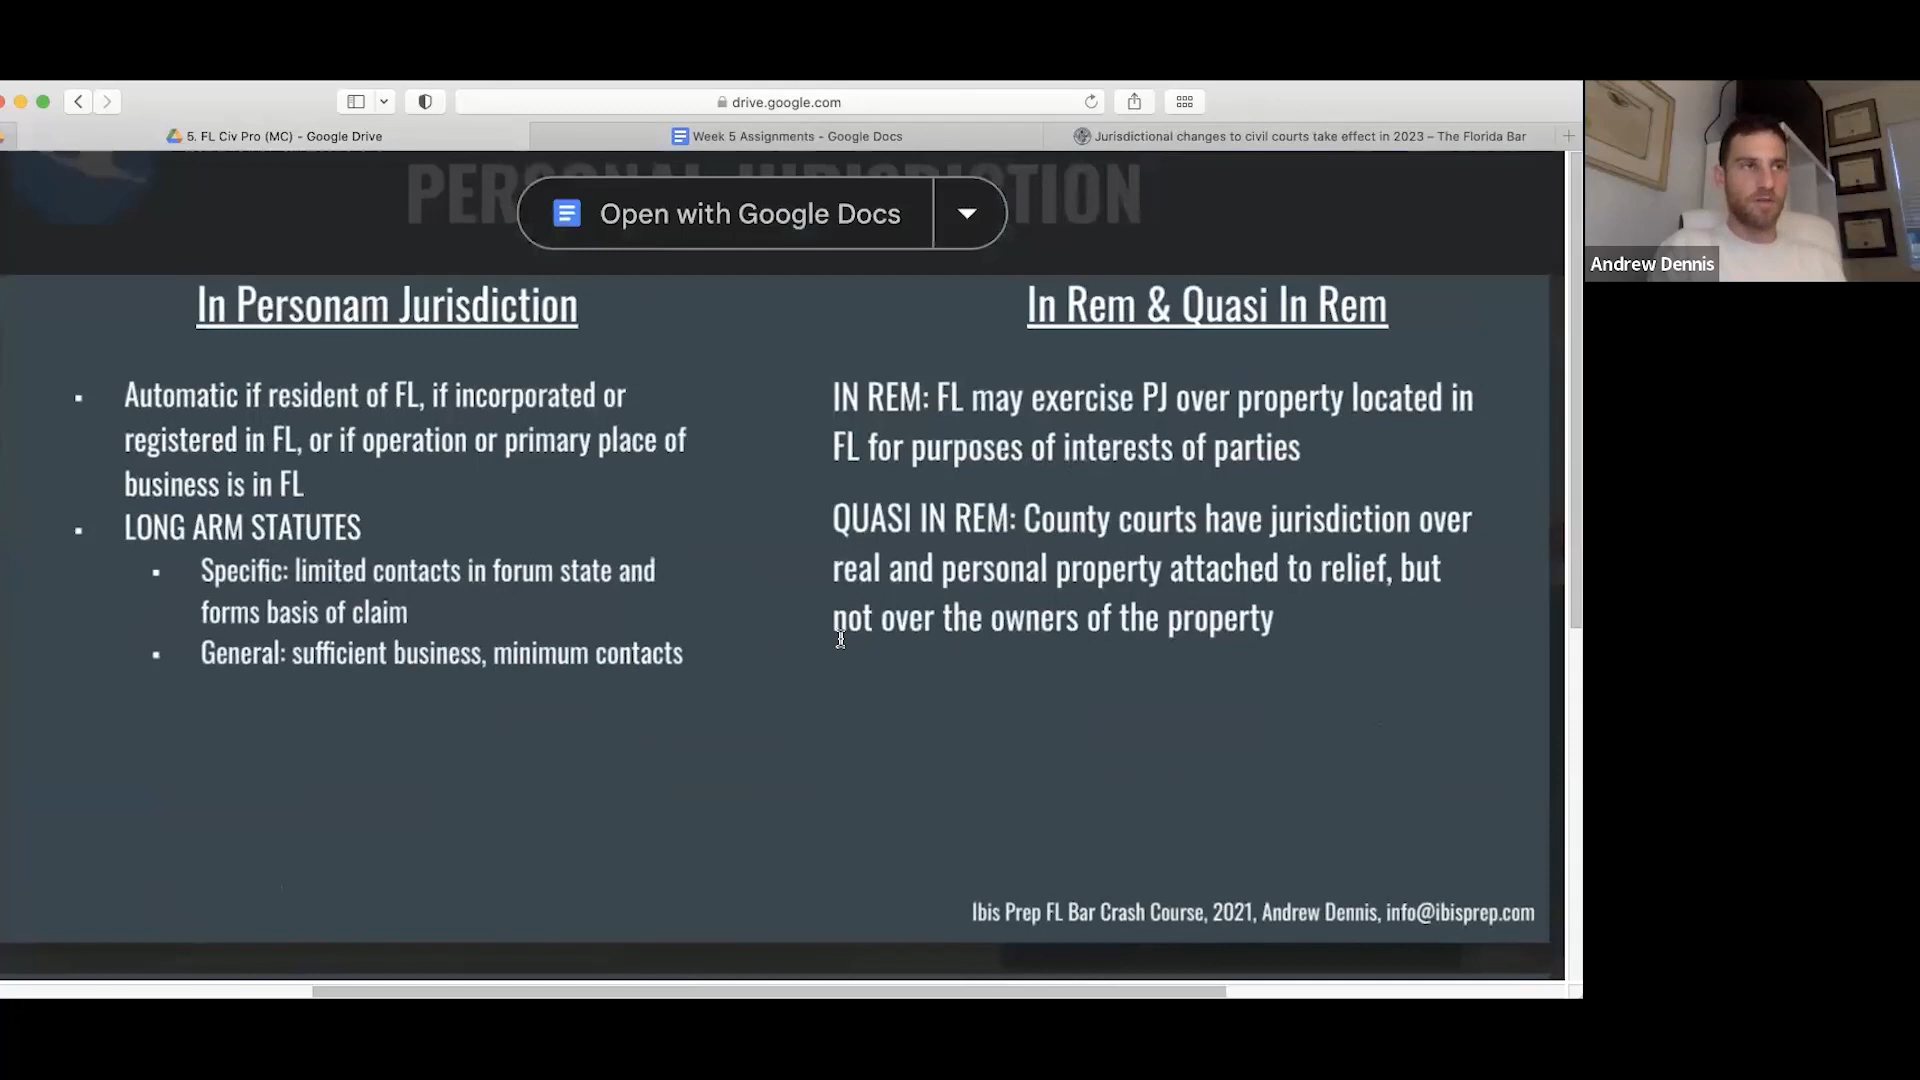 drive.google.com
5. FL Civ Pro (MC) - Google Drive
Week 5 Assignments - Google Docs
Jurisdictional changes to civil courts take effect in 2023 – The Florida Bar
PERSONAL JURISDICTION
Open with Google Docs
Andrew Dennis
In Personam Jurisdiction
Automatic if resident of FL, if incorporated or
registered in FL, or if operation or primary place of
business is in FL
LONG ARM STATUTES
Specific: limited contacts in forum state and
forms basis of claim
General: sufficient business, minimum contacts
In Rem & Quasi In Rem
IN REM: FL may exercise PJ over property located in
FL for purposes of interests of parties
QUASI IN REM: County courts have jurisdiction over
real and personal property attached to relief, but
not over the owners of the property
Ibis Prep FL Bar Crash Course, 2021, Andrew Dennis, info@ibisprep.com